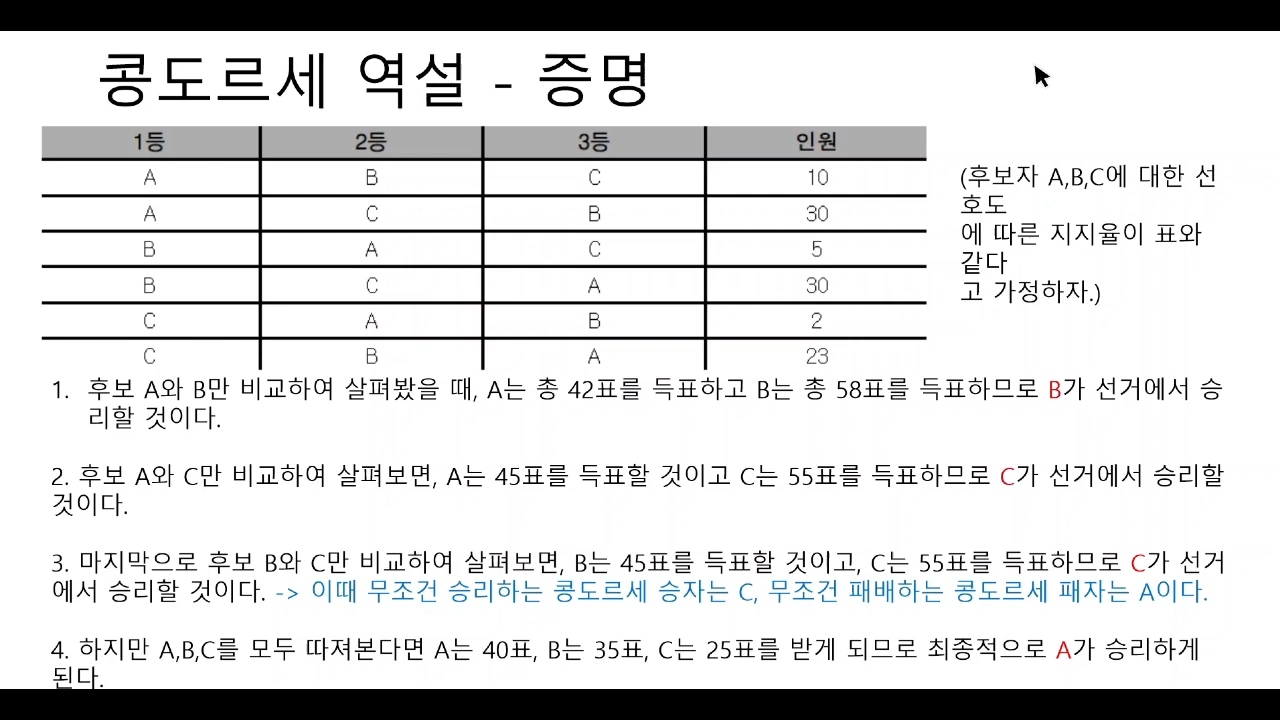 콩도르세 역설 - 증명
1등 2등 3등 인원
A B C 10
A C B 30
B A C 5
B C A 30
C A B 2
C B A 23
(후보자 A,B,C에 대한 선
호도
에 따른 지지율이 표와
같다
고 가정하자.)
1. 후보 A와 B만 비교하여 살펴봤을 때, A는 총 42표를 득표하고 B는 총 58표를 득표하므로 B가 선거에서 승
리할 것이다.
2. 후보 A와 C만 비교하여 살펴보면, A는 45표를 득표할 것이고 C는 55표를 득표하므로 C가 선거에서 승리할
것이다.
3. 마지막으로 후보 B와 C만 비교하여 살펴보면, B는 45표를 득표할 것이고, C는 55표를 득표하므로 C가 선거
에서 승리할 것이다. -> 이때 무조건 승리하는 콩도르세 승자는 C, 무조건 패배하는 콩도르세 패자는 A이다.
4. 하지만 A,B,C를 모두 따져본다면 A는 40표, B는 35표, C는 25표를 받게 되므로 최종적으로 A가 승리하게
된다.